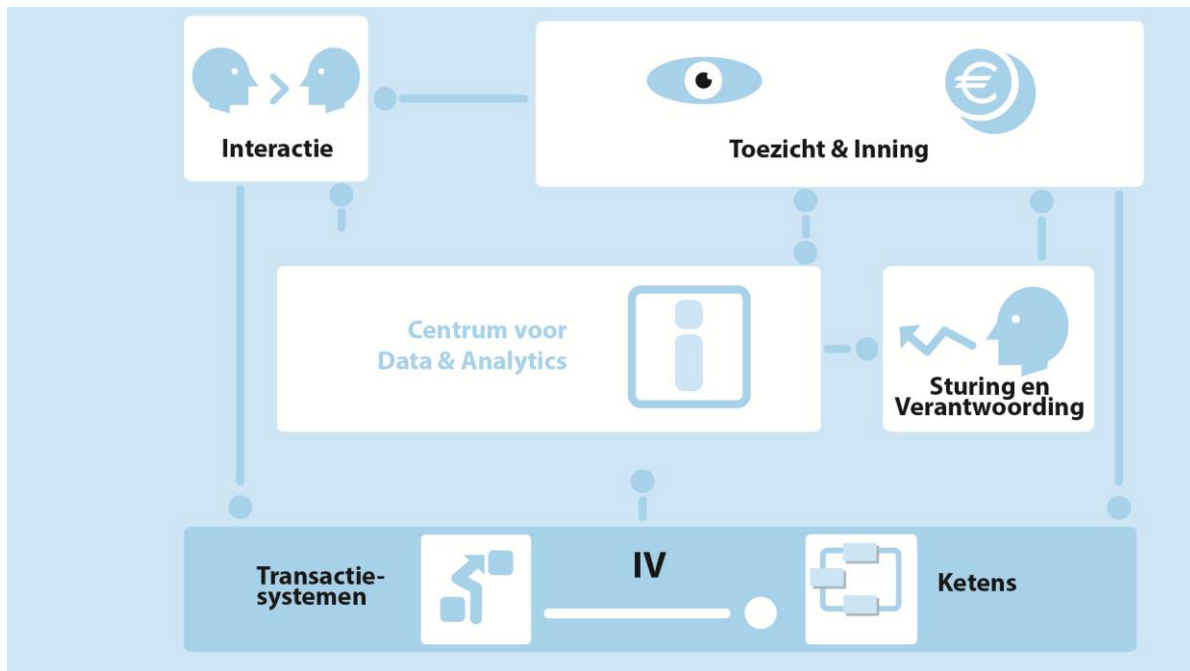 Interactie
Toezicht & Inning
Centrum voor
Data & Analytics
Sturing en
Verantwoording
Transactie-
systemen
IV
Ketens